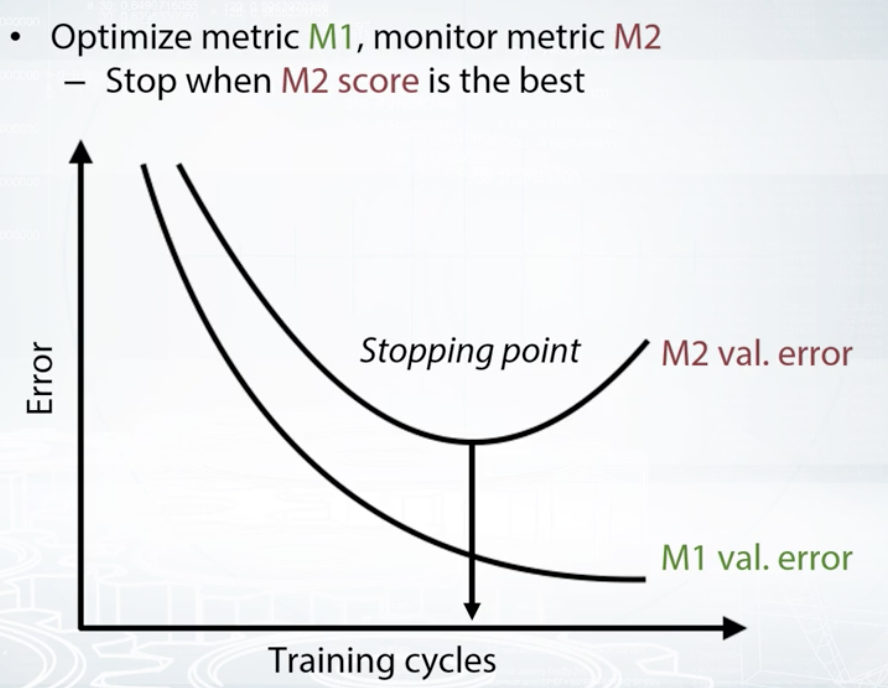 • Optimize metric M1, monitor metric M2
– Stop when M2 score is the best
Error
Stopping point
M2 val. error
M1 val. error
Training cycles